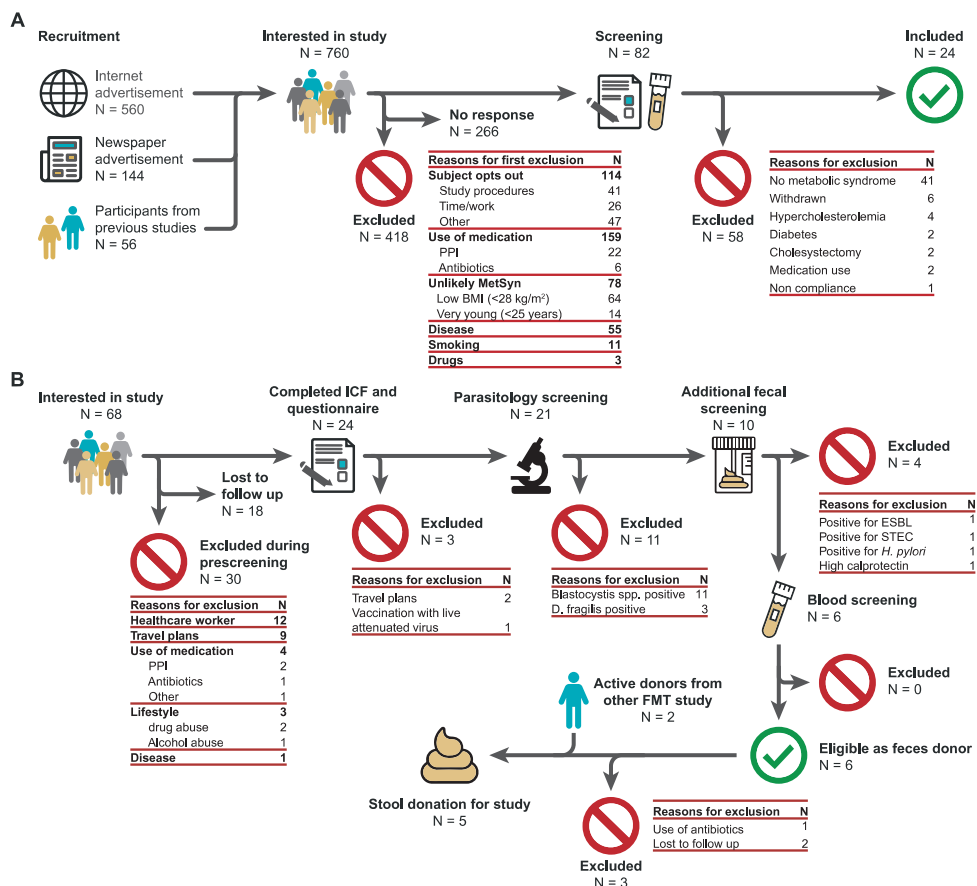 A
Recruitment
Internet
advertisement
N = 560
Newspaper
advertisement
N = 144
Participants from
previous studies
N = 56
Interested in study
N = 760
No response
N = 266
Excluded
N = 418
Reasons for first exclusion N
Subject opts out 114
Study procedures 41
Time/work 26
Other 47
Use of medication 159
PPI 22
Antibiotics 6
Unlikely MetSyn 78
Low BMI (<28 kg/m²) 64
Very young (<25 years) 14
Disease 55
Smoking 11
Drugs 3
Screening
N = 82
Excluded
N = 58
Reasons for exclusion N
No metabolic syndrome 41
Withdrawn 6
Hypercholesterolemia 4
Diabetes 2
Cholesystectomy 2
Medication use 2
Non compliance 1
Included
N = 24
B
Interested in study
N = 68
Lost to
follow up
N = 18
Excluded during
prescreening
N = 30
Reasons for exclusion N
Healthcare worker 12
Travel plans 9
Use of medication 4
PPI 2
Antibiotics 1
Other 1
Lifestyle 3
drug abuse 2
Alcohol abuse 1
Disease 1
Completed ICF and
questionnaire
N = 24
Excluded
N = 3
Reasons for exclusion N
Travel plans 2
Vaccination with live
attenuated virus 1
Parasitology screening
N = 21
Excluded
N = 11
Reasons for exclusion N
Blastocystis spp. positive 11
D. fragilis positive 3
Additional fecal
screening
N = 10
Excluded
N = 4
Reasons for exclusion N
Positive for ESBL 1
Positive for STEC 1
Positive for H. pylori 1
High calprotectin 1
Blood screening
N = 6
Excluded
N = 0
Eligible as feces donor
N = 6
Active donors from
other FMT study
N = 2
Excluded
N = 3
Reasons for exclusion N
Use of antibiotics 1
Lost to follow up 2
Stool donation for study
N = 5